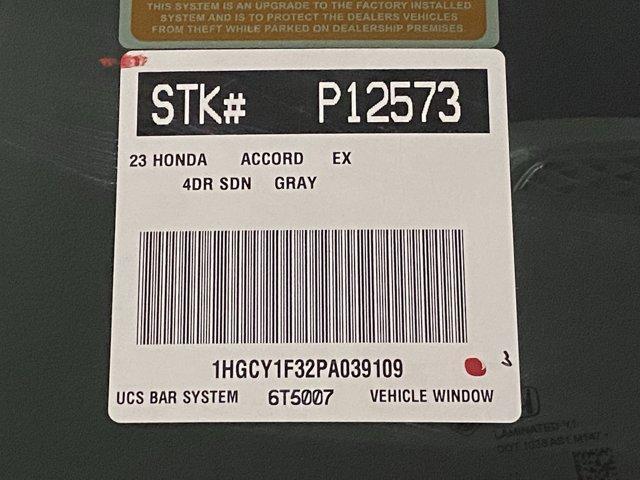 THIS SYSTEM IS AN UPGRADE TO THE FACTORY INSTALLED
SYSTEM AND IS TO PROTECT THE DEALERS VEHICLES
FROM THEFT WHILE PARKED ON DEALERSHIP PREMISES.
STK# P12573
23 HONDA ACCORD EX
4DR SDN GRAY
1HGCY1F32PA039109
3
UCS BAR SYSTEM 6T5007 VEHICLE WINDOW
LAMINATED
DOT